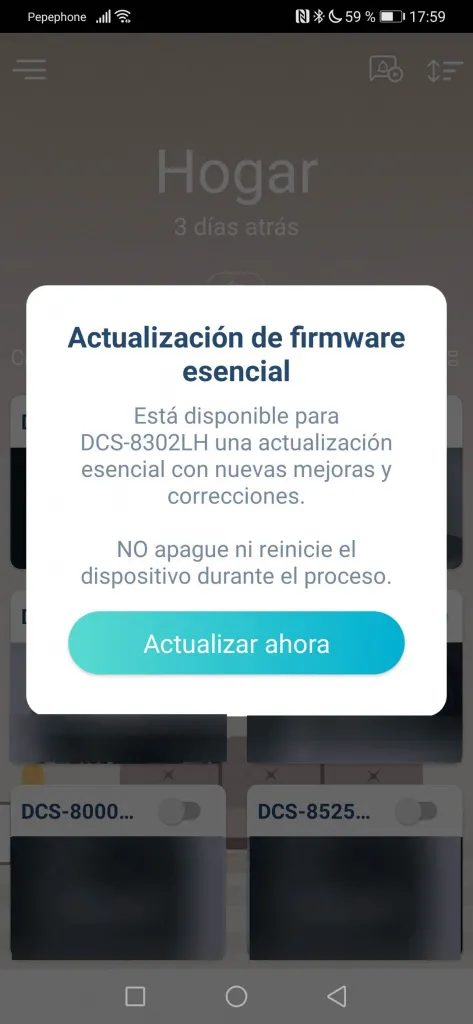 Pepephone 59 % 17:59
Hogar
3 días atrás
Actualización de firmware
esencial
Está disponible para
DCS-8302LH una actualización
esencial con nuevas mejoras y
correcciones.
NO apague ni reinicie el
dispositivo durante el proceso.
Actualizar ahora
DCS-8000... DCS-8525...